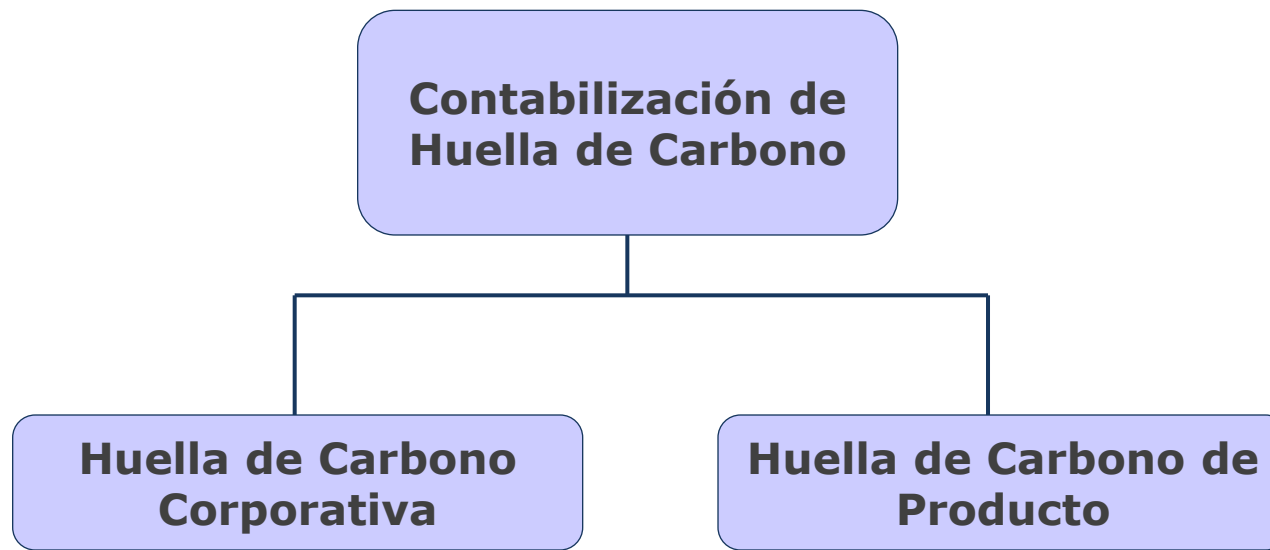 Contabilización de
Huella de Carbono
Huella de Carbono
Corporativa
Huella de Carbono de
Producto